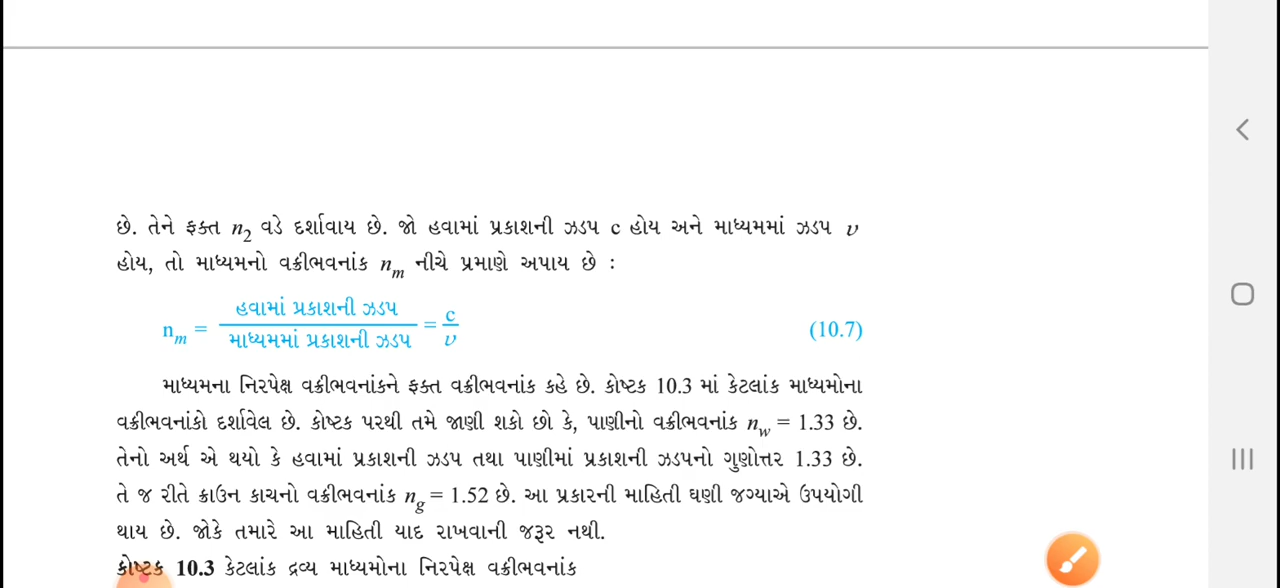 છે. તેને ફક્ત n₂ વડે દર્શાવાય છે. જો હવામાં પ્રકાશની ઝડપ c હોય અને માધ્યમમાં ઝડપ v
હોય, તો માધ્યમનો વક્રીભવનાંક nₘ નીચે પ્રમાણે અપાય છે :
nₘ = હવામાં પ્રકાશની ઝડપ / માધ્યમમાં પ્રકાશની ઝડપ = c/v (10.7)
માધ્યમના નિરપેક્ષ વક્રીભવનાંકને ફક્ત વક્રીભવનાંક કહે છે. કોષ્ટક 10.3 માં કેટલાંક માધ્યમોના
વક્રીભવનાંકો દર્શાવેલ છે. કોષ્ટક પરથી તમે જાણી શકો છો કે, પાણીનો વક્રીભવનાંક n_w = 1.33 છે.
તેનો અર્થ એ થયો કે હવામાં પ્રકાશની ઝડપ તથા પાણીમાં પ્રકાશની ઝડપનો ગુણોત્તર 1.33 છે.
તે જ રીતે ક્રાઉન કાચનો વક્રીભવનાંક n_g = 1.52 છે. આ પ્રકારની માહિતી ઘણી જગ્યાએ ઉપયોગી
થાય છે. જોકે તમારે આ માહિતી યાદ રાખવાની જરૂર નથી.
કોષ્ટક 10.3 કેટલાંક દ્રવ્ય માધ્યમોના નિરપેક્ષ વક્રીભવનાંક